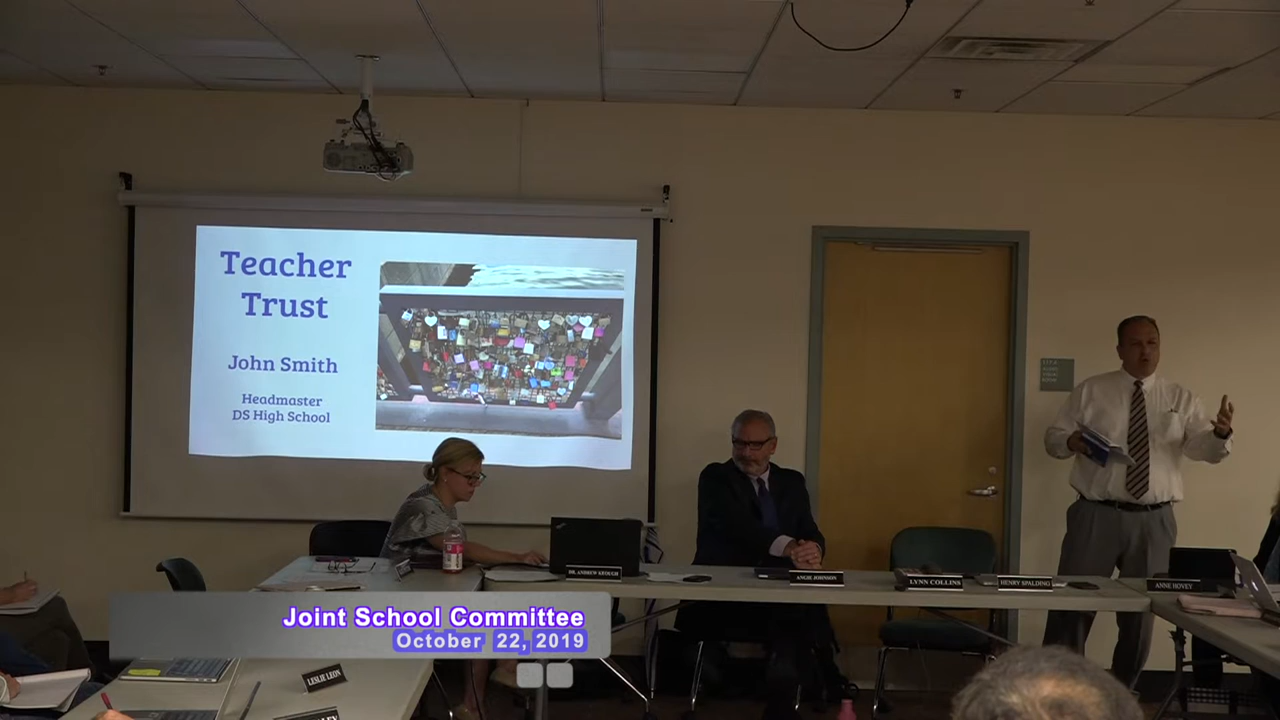 Teacher
Trust
John Smith
Headmaster
DS High School
DR. ANDREW KEOUGH
ANGIE JOHNSON
LYNN COLLINS
HENRY SPALDING
ANNE HOVEY
Joint School Committee
October 22, 2019
LESLIE LEON